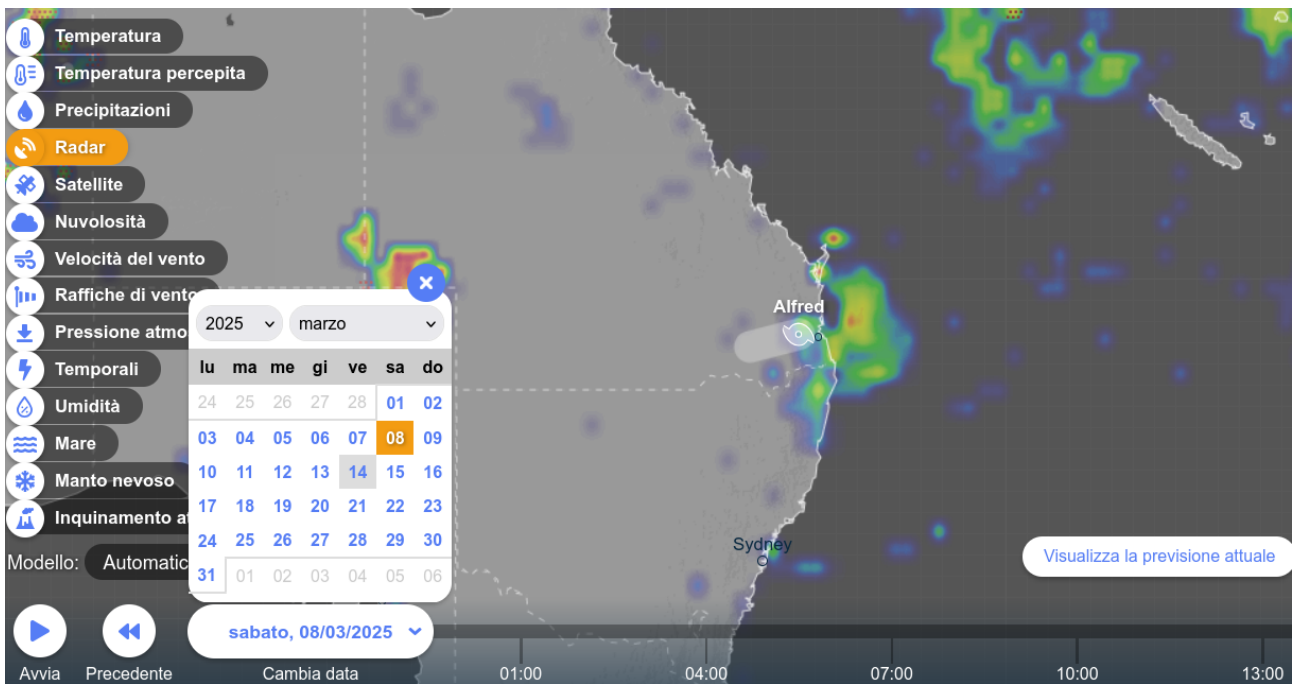 Temperatura
Temperatura percepita
Precipitazioni
Radar
Satellite
Nuvolosità
Velocità del vento
Raffiche di vento
Pressione atmo
Temporali
Umidità
Mare
Manto nevoso
Inquinamento at
Modello: Automatic
2025 marzo
lu ma me gi ve sa do
24 25 26 27 28 01 02
03 04 05 06 07 08 09
10 11 12 13 14 15 16
17 18 19 20 21 22 23
24 25 26 27 28 29 30
31 01 02 03 04 05 06
Alfred
Sydney
Visualizza la previsione attuale
sabato, 08/03/2025
Avvia Precedente Cambia data 01:00 04:00 07:00 10:00 13:00